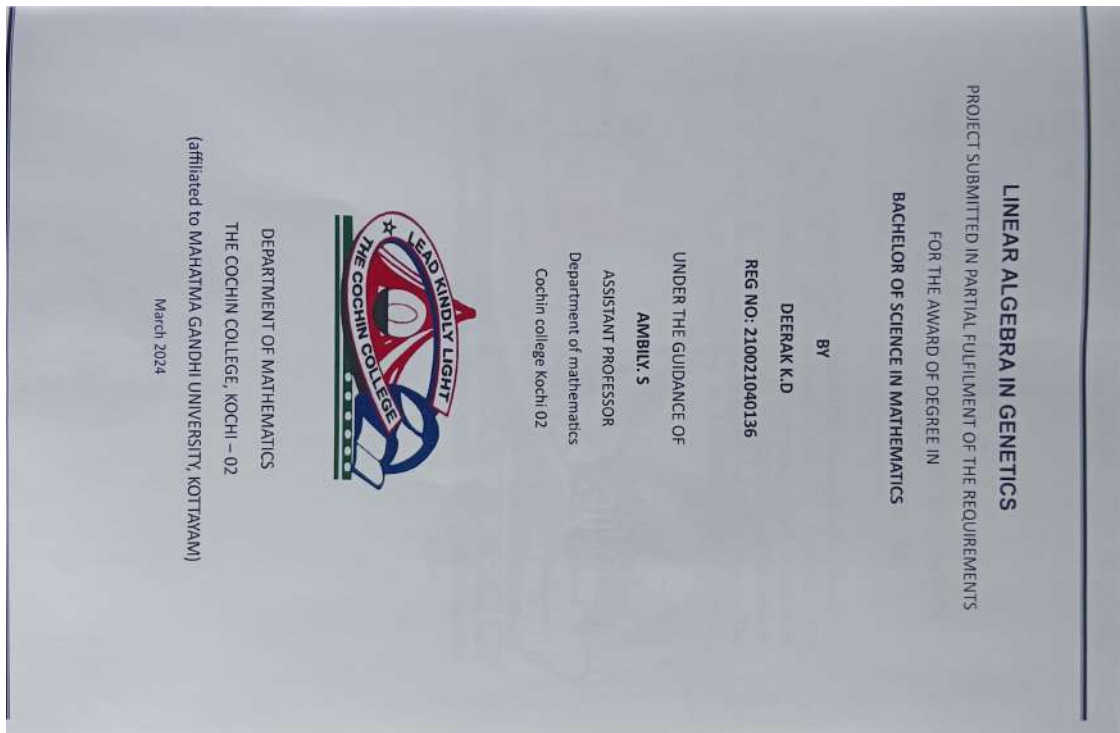 LINEAR ALGEBRA IN GENETICS
PROJECT SUBMITTED IN PARTIAL FULFILMENT OF THE REQUIREMENTS
FOR THE AWARD OF DEGREE IN
BACHELOR OF SCIENCE IN MATHEMATICS
BY
DEERAK K.D
REG NO: 210021040136
UNDER THE GUIDANCE OF
AMBILY. S
ASSISTANT PROFESSOR
Department of mathematics
Cochin college Kochi 02
LEAD KINDLY LIGHT
THE COCHIN COLLEGE
DEPARTMENT OF MATHEMATICS
THE COCHIN COLLEGE, KOCHI – 02
(affiliated to MAHATMA GANDHI UNIVERSITY, KOTTAYAM)
March 2024